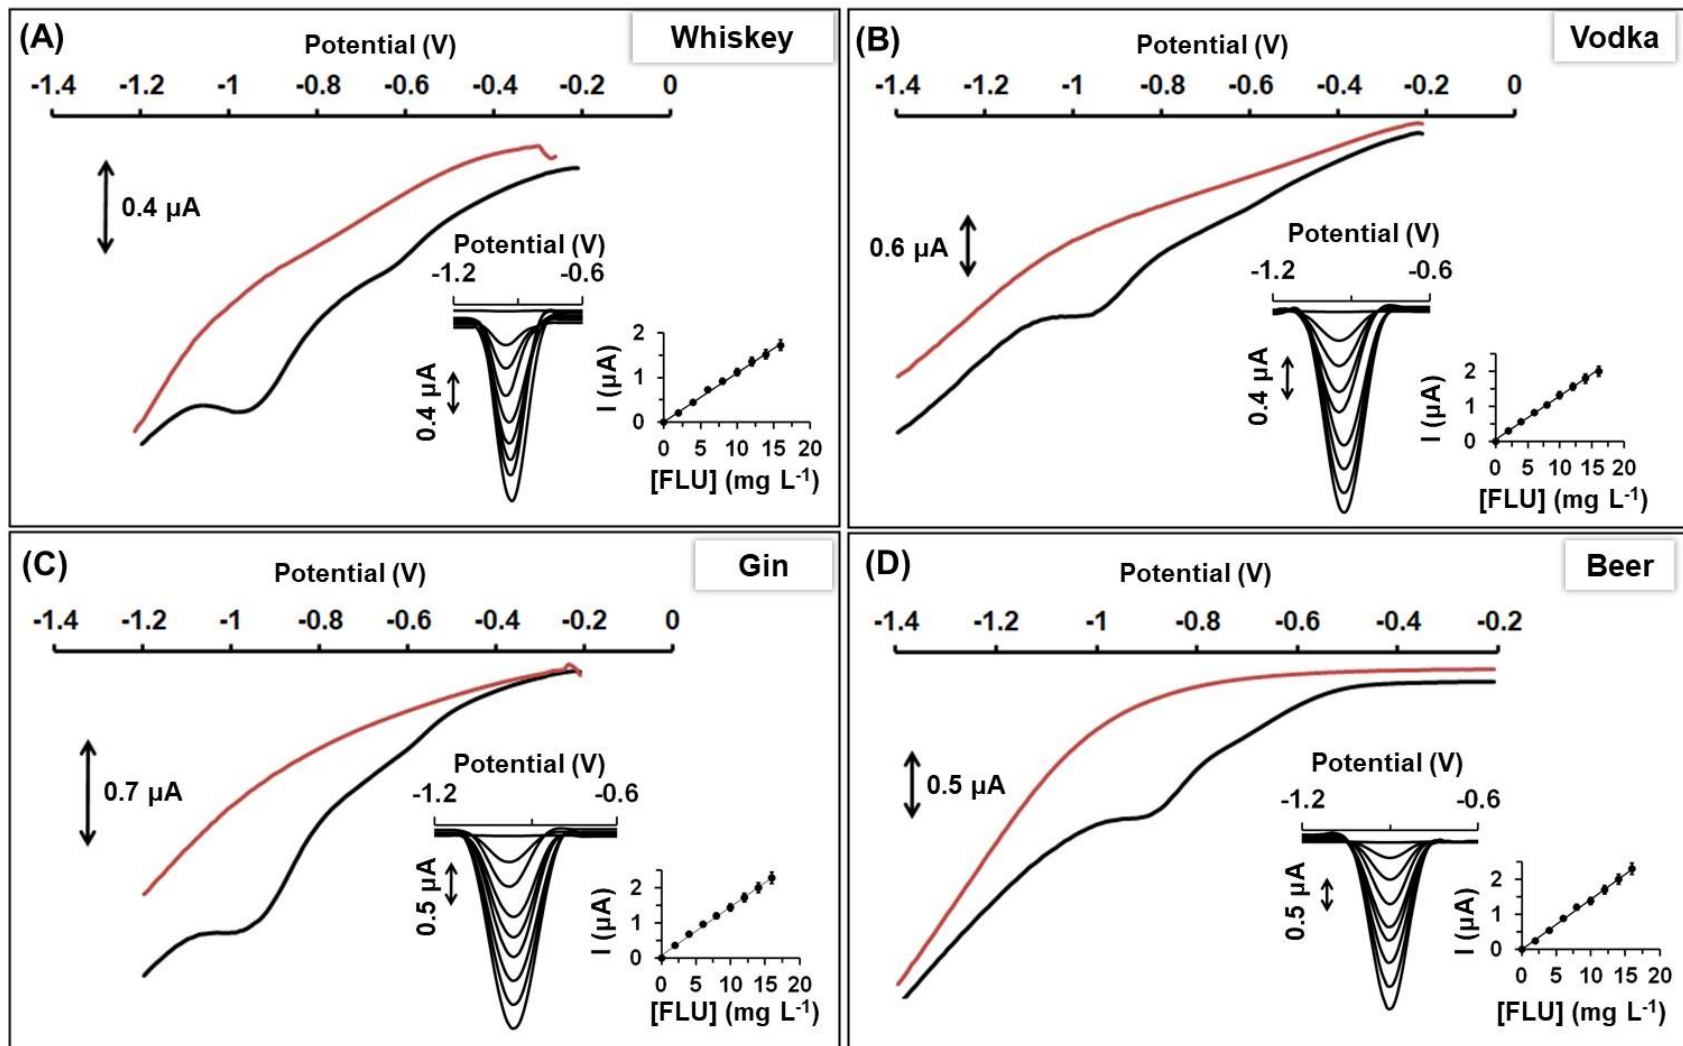 (A)
Whiskey
Potential (V)
-1.4 -1.2 -1 -0.8 -0.6 -0.4 -0.2 0
0.4 µA
Potential (V)
-1.2 -0.6
0.4 µA
I (µA)
2
1
0
0 5 10 15 20
[FLU] (mg L-1)
(B)
Vodka
Potential (V)
-1.4 -1.2 -1 -0.8 -0.6 -0.4 -0.2 0
0.6 µA
Potential (V)
-1.2 -0.6
0.4 µA
I (µA)
2
1
0
0 5 10 15 20
[FLU] (mg L-1)
(C)
Gin
Potential (V)
-1.4 -1.2 -1 -0.8 -0.6 -0.4 -0.2 0
0.7 µA
Potential (V)
-1.2 -0.6
0.5 µA
I (µA)
2
1
0
0 5 10 15 20
[FLU] (mg L-1)
(D)
Beer
Potential (V)
-1.4 -1.2 -1 -0.8 -0.6 -0.4 -0.2
0.5 µA
Potential (V)
-1.2 -0.6
0.5 µA
I (µA)
2
1
0
0 5 10 15 20
[FLU] (mg L-1)